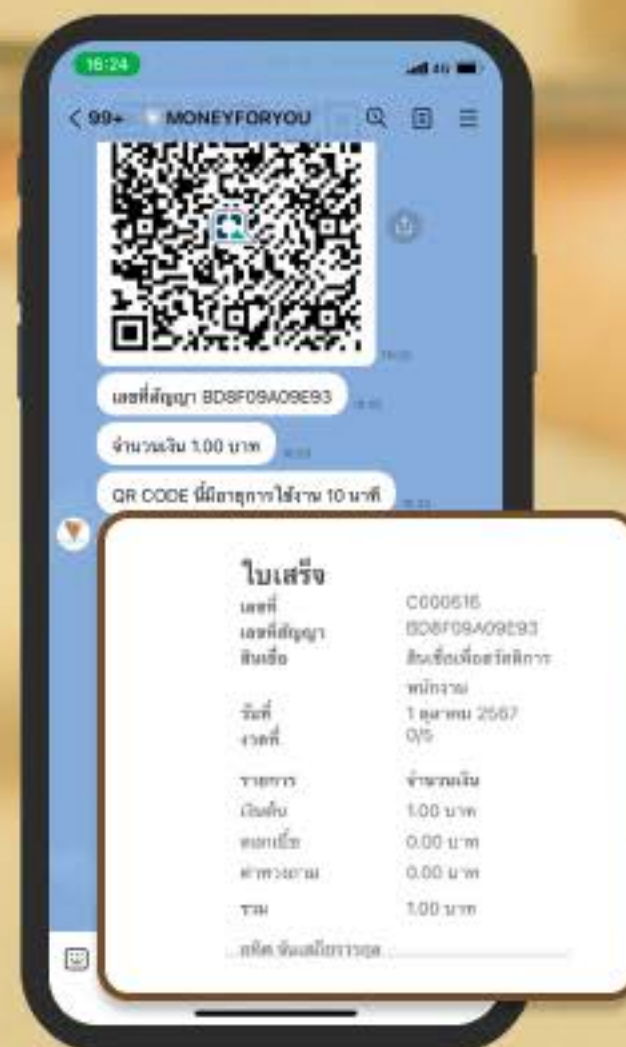 16:24
4G
99+ MONEYFORYOU
เลขที่สัญญา BD8F09A09E93
จำนวนเงิน 1.00 บาท
QR CODE นี้มีอายุการใช้งาน 10 นาที
ใบเสร็จ
เลขที่ C000616
เลขที่สัญญา BD8F09A09E93
สินเชื่อ สินเชื่อเพื่อสวัสดิการ
พนักงาน
วันที่ 1 ตุลาคม 2567
งวดที่ 0/5
รายการ จำนวนเงิน
เงินต้น 1.00 บาท
ดอกเบี้ย 0.00 บาท
ค่าทวงถาม 0.00 บาท
รวม 1.00 บาท